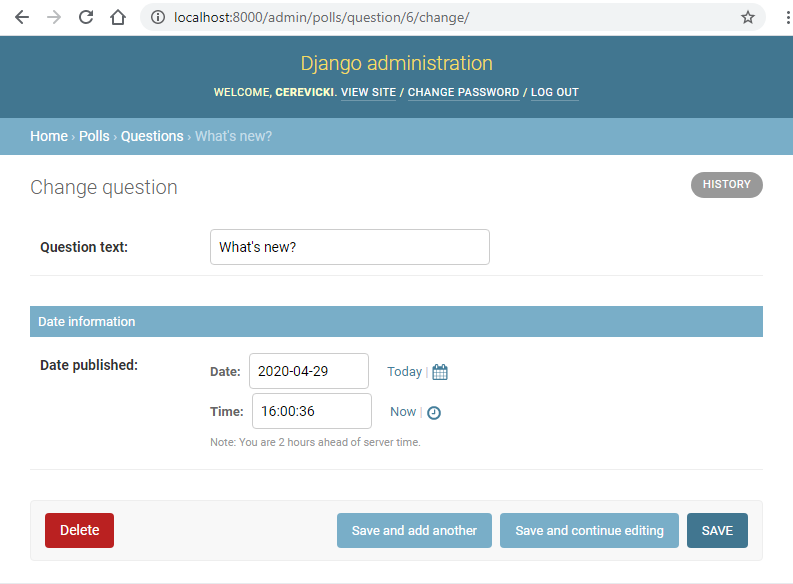 localhost:8000/admin/polls/question/6/change/
Django administration
WELCOME, CEREVICKI. VIEW SITE / CHANGE PASSWORD / LOG OUT
Home › Polls › Questions › What's new?
Change question
HISTORY
Question text:
What's new?
Date information
Date published:
Date: 2020-04-29 Today |
Time: 16:00:36 Now |
Note: You are 2 hours ahead of server time.
Delete Save and add another Save and continue editing SAVE